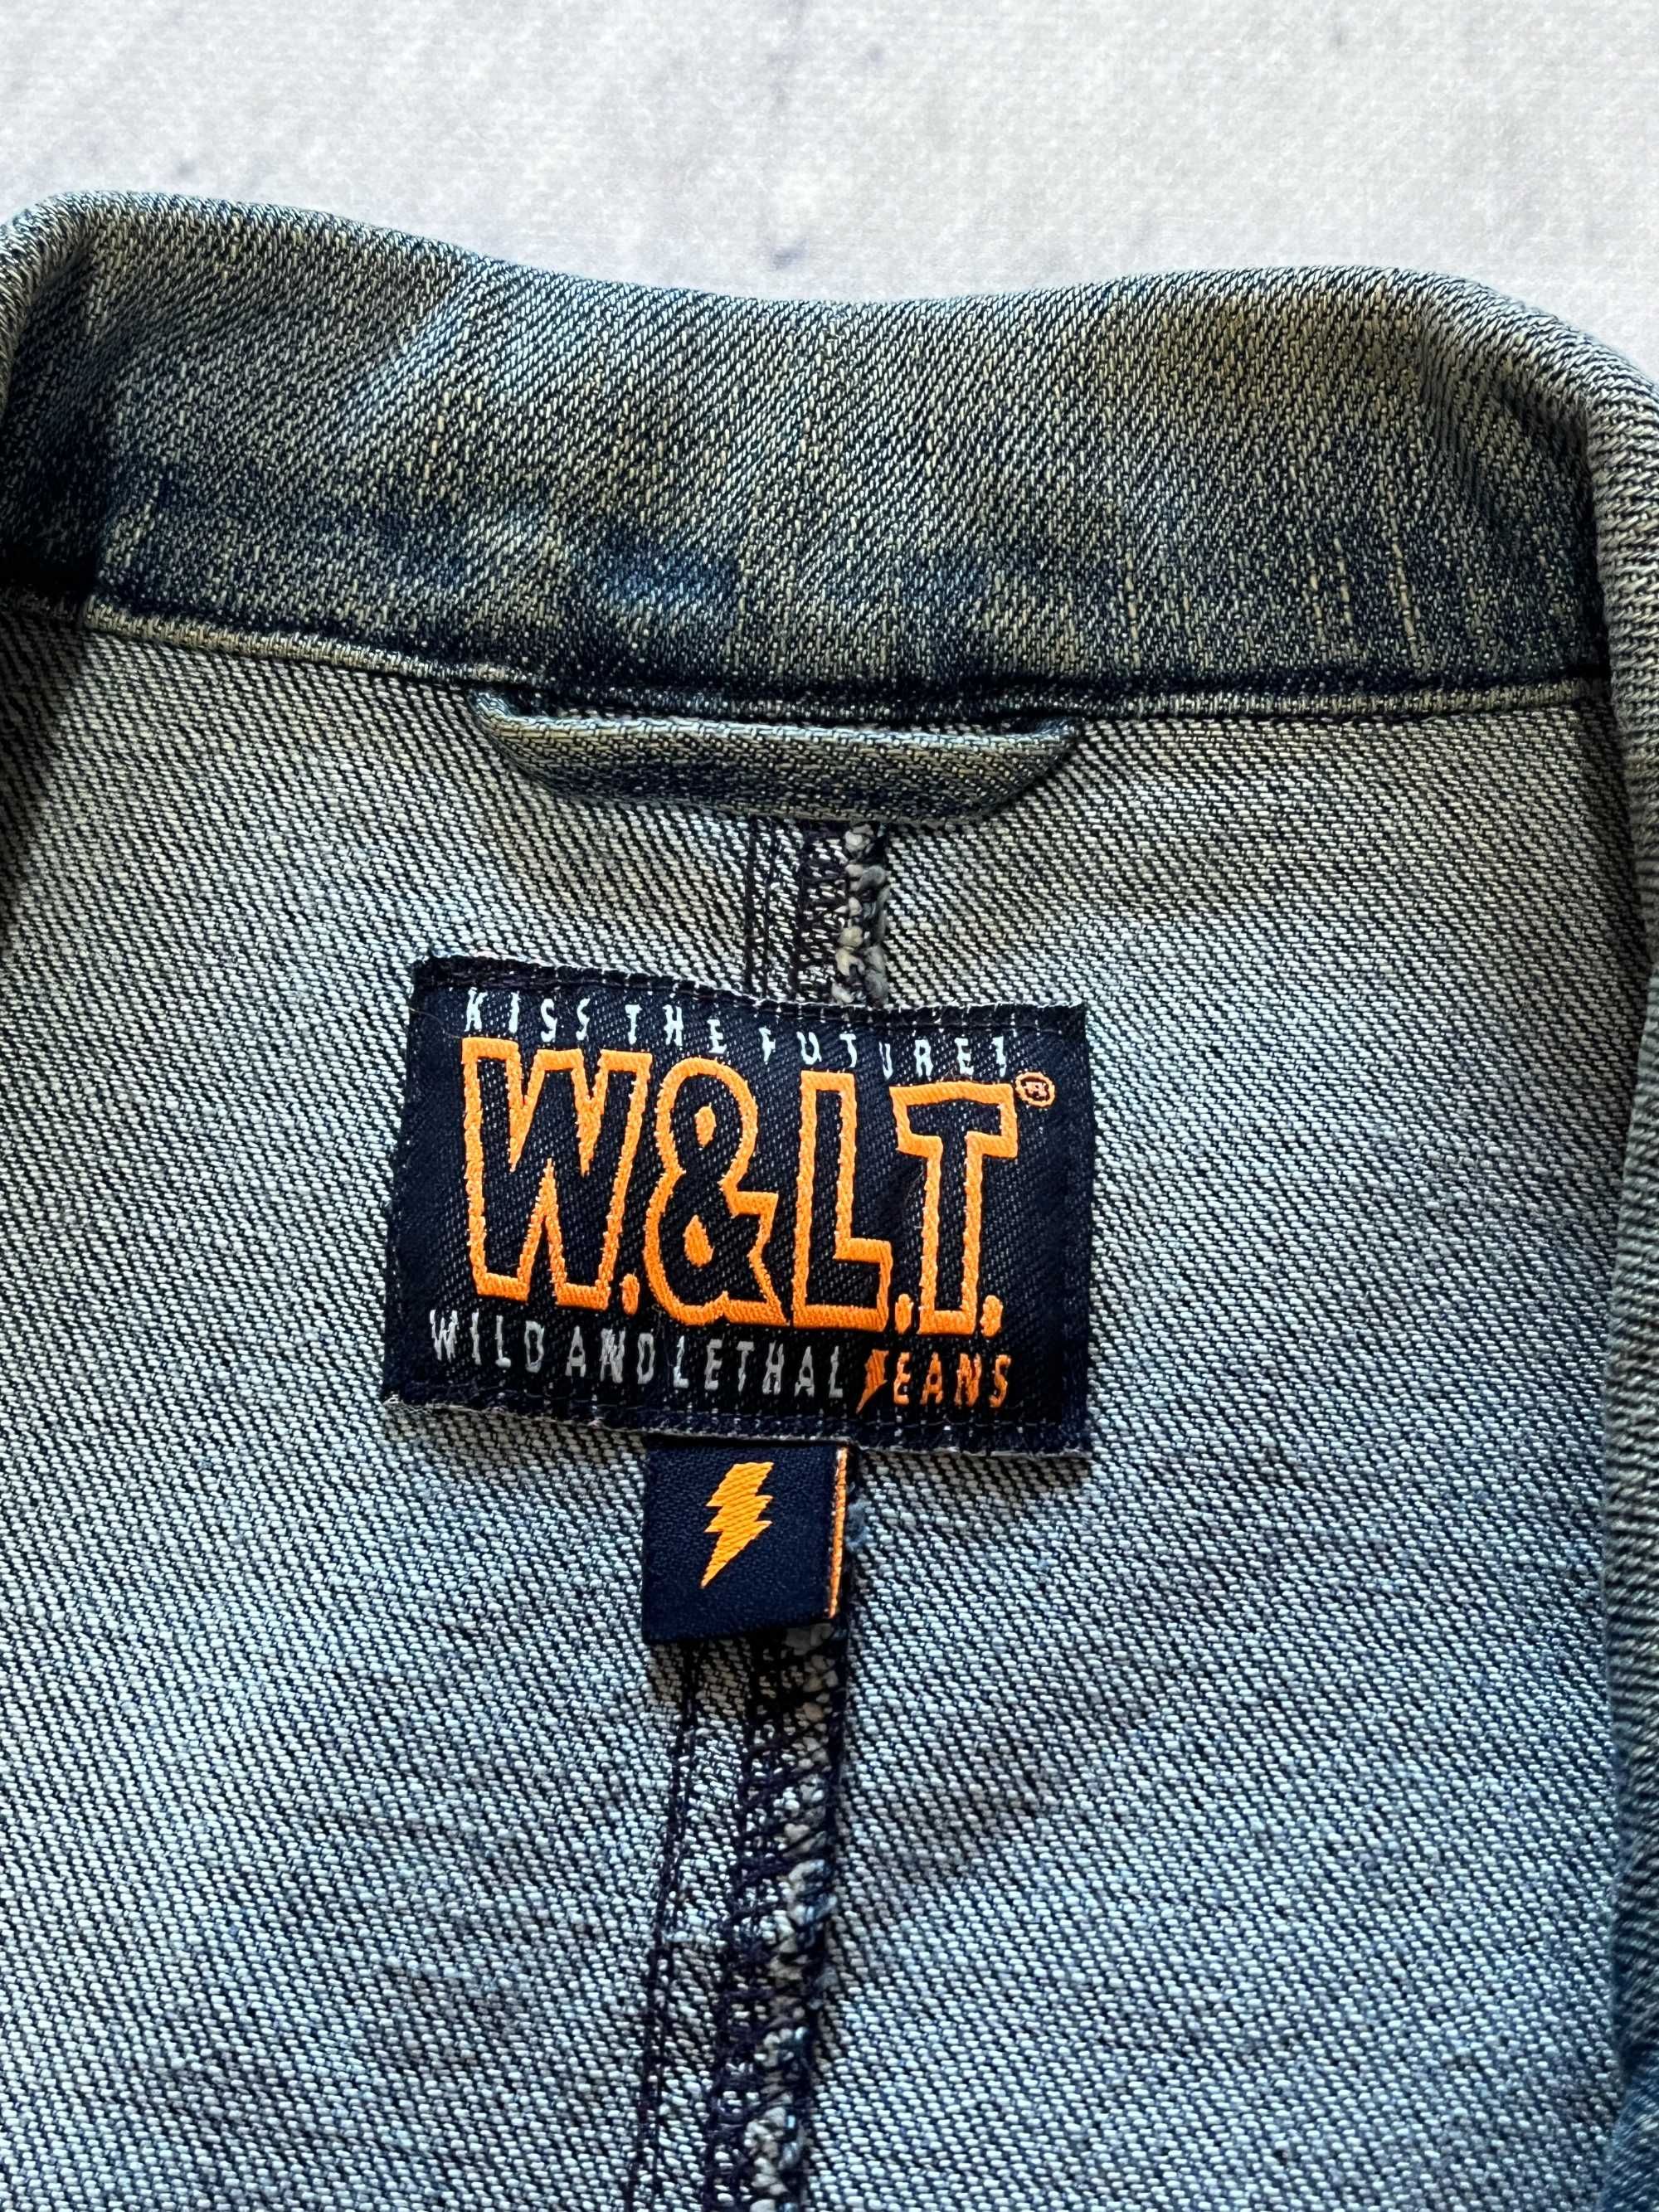 KISS THE FUTURE!
W.&L.T.®
WILD AND LETHAL JEANS